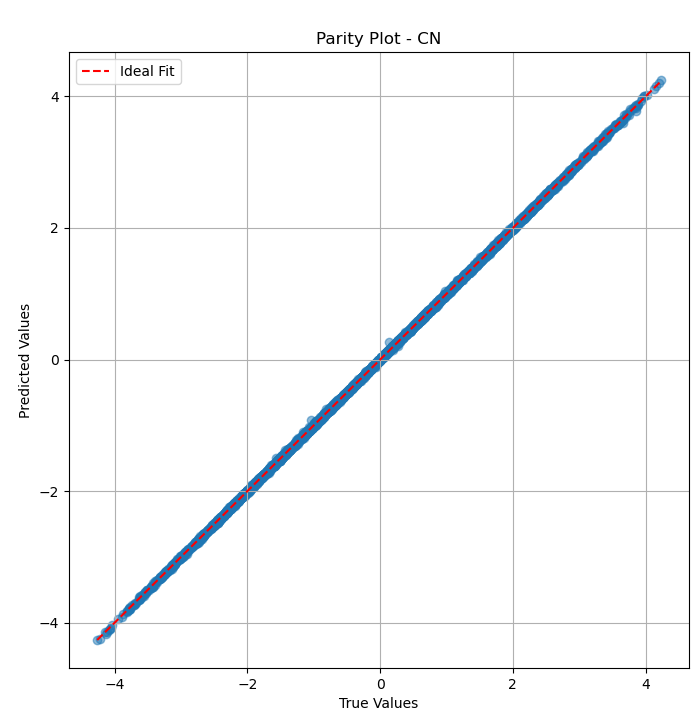 Parity Plot - CN
Ideal Fit
Predicted Values
4
2
0
−2
−4
−4
−2
0
2
4
True Values